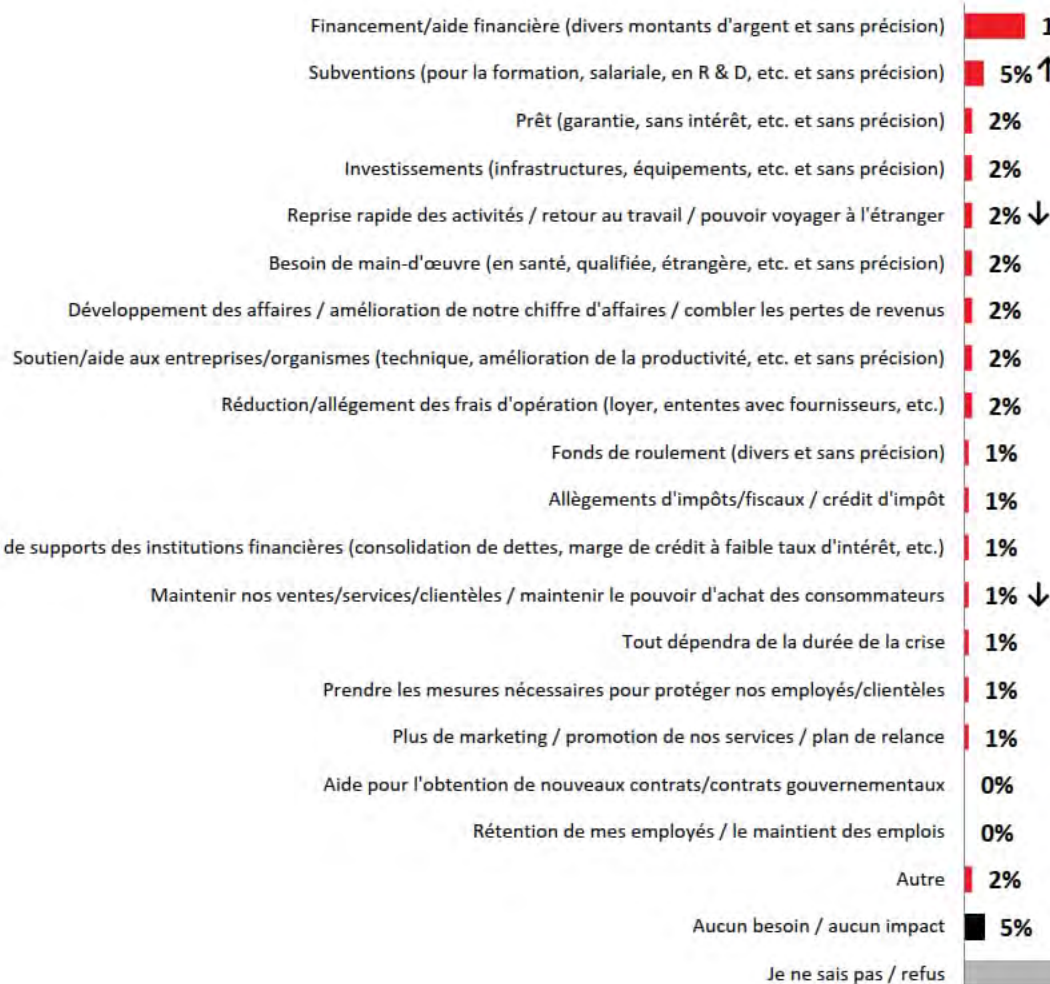 Financement/aide financière (divers montants d'argent et sans précision) 1
Subventions (pour la formation, salariale, en R & D, etc. et sans précision) 5% ↑
Prêt (garantie, sans intérêt, etc. et sans précision) 2%
Investissements (infrastructures, équipements, etc. et sans précision) 2%
Reprise rapide des activités / retour au travail / pouvoir voyager à l'étranger 2% ↓
Besoin de main-d'œuvre (en santé, qualifiée, étrangère, etc. et sans précision) 2%
Développement des affaires / amélioration de notre chiffre d'affaires / combler les pertes de revenus 2%
Soutien/aide aux entreprises/organismes (technique, amélioration de la productivité, etc. et sans précision) 2%
Réduction/allégement des frais d'opération (loyer, ententes avec fournisseurs, etc.) 2%
Fonds de roulement (divers et sans précision) 1%
Allègements d'impôts/fiscaux / crédit d'impôt 1%
de supports des institutions financières (consolidation de dettes, marge de crédit à faible taux d'intérêt, etc.) 1%
Maintenir nos ventes/services/clientèles / maintenir le pouvoir d'achat des consommateurs 1% ↓
Tout dépendra de la durée de la crise 1%
Prendre les mesures nécessaires pour protéger nos employés/clientèles 1%
Plus de marketing / promotion de nos services / plan de relance 1%
Aide pour l'obtention de nouveaux contrats/contrats gouvernementaux 0%
Rétention de mes employés / le maintient des emplois 0%
Autre 2%
Aucun besoin / aucun impact 5%
Je ne sais pas / refus